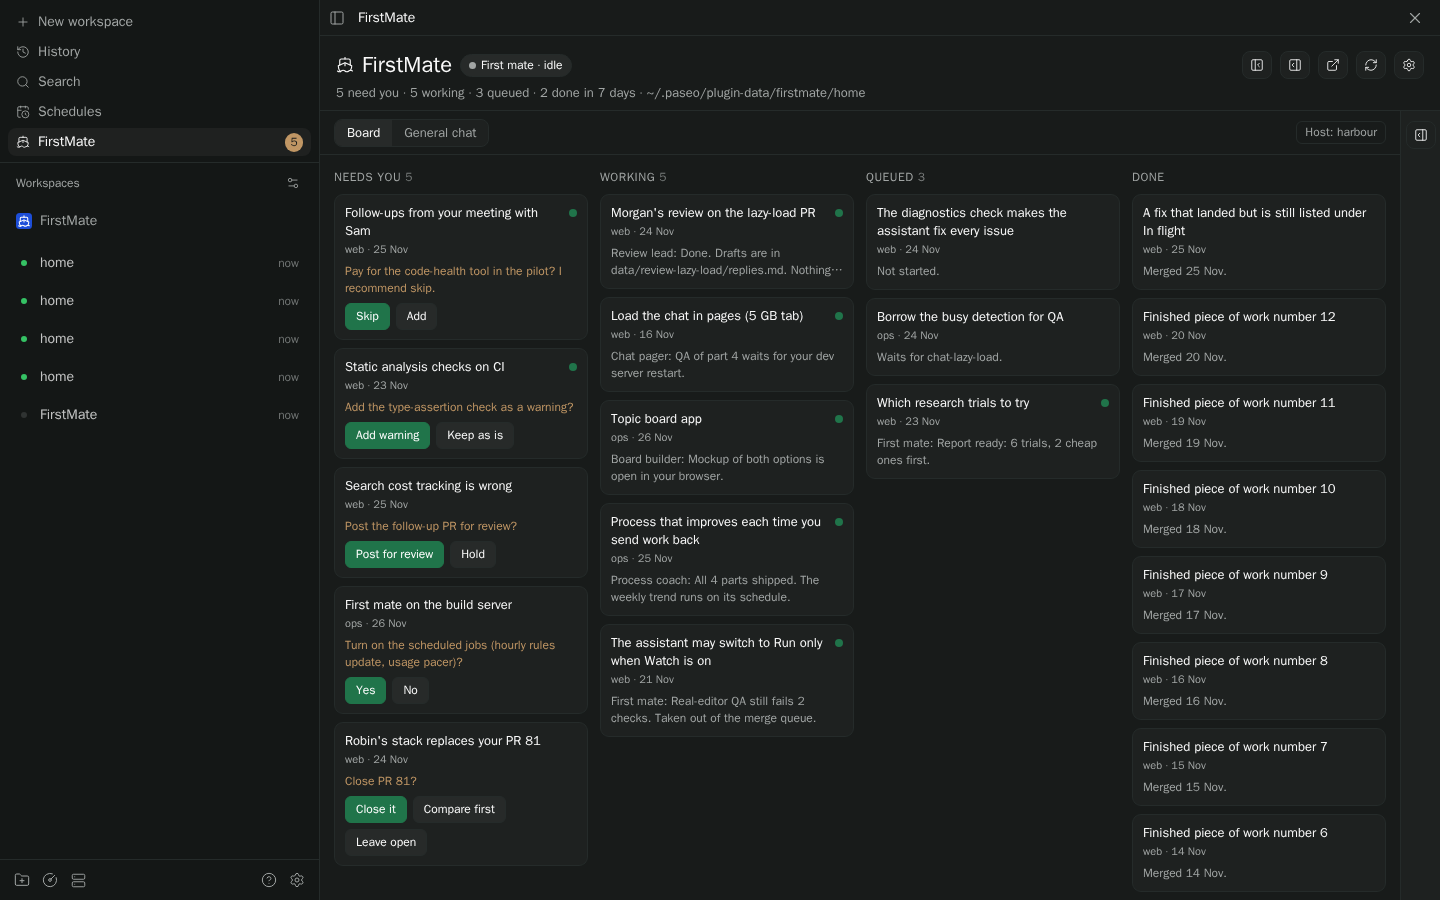 New workspace
History
Search
Schedules
FirstMate 5
Workspaces
FirstMate
home now
home now
home now
home now
FirstMate now
FirstMate
FirstMate
First mate · idle
5 need you · 5 working · 3 queued · 2 done in 7 days · ~/.paseo/plugin-data/firstmate/home
Board
General chat
Host: harbour
NEEDS YOU 5
Follow-ups from your meeting with
Sam
web · 25 Nov
Pay for the code-health tool in the pilot? I
recommend skip.
Skip
Add
Static analysis checks on CI
web · 23 Nov
Add the type-assertion check as a warning?
Add warning
Keep as is
Search cost tracking is wrong
web · 25 Nov
Post the follow-up PR for review?
Post for review
Hold
First mate on the build server
ops · 26 Nov
Turn on the scheduled jobs (hourly rules
update, usage pacer)?
Yes
No
Robin's stack replaces your PR 81
web · 24 Nov
Close PR 81?
Close it
Compare first
Leave open
WORKING 5
Morgan's review on the lazy-load PR
web · 24 Nov
Review lead: Done. Drafts are in
data/review-lazy-load/replies.md. Nothing…
Load the chat in pages (5 GB tab)
web · 16 Nov
Chat pager: QA of part 4 waits for your dev
server restart.
Topic board app
ops · 26 Nov
Board builder: Mockup of both options is
open in your browser.
Process that improves each time you
send work back
ops · 25 Nov
Process coach: All 4 parts shipped. The
weekly trend runs on its schedule.
The assistant may switch to Run only
when Watch is on
web · 21 Nov
First mate: Real-editor QA still fails 2
checks. Taken out of the merge queue.
QUEUED 3
The diagnostics check makes the
assistant fix every issue
web · 24 Nov
Not started.
Borrow the busy detection for QA
ops · 24 Nov
Waits for chat-lazy-load.
Which research trials to try
web · 23 Nov
First mate: Report ready: 6 trials, 2 cheap
ones first.
DONE
A fix that landed but is still listed under
In flight
web · 25 Nov
Merged 25 Nov.
Finished piece of work number 12
web · 20 Nov
Merged 20 Nov.
Finished piece of work number 11
web · 19 Nov
Merged 19 Nov.
Finished piece of work number 10
web · 18 Nov
Merged 18 Nov.
Finished piece of work number 9
web · 17 Nov
Merged 17 Nov.
Finished piece of work number 8
web · 16 Nov
Merged 16 Nov.
Finished piece of work number 7
web · 15 Nov
Merged 15 Nov.
Finished piece of work number 6
web · 14 Nov
Merged 14 Nov.